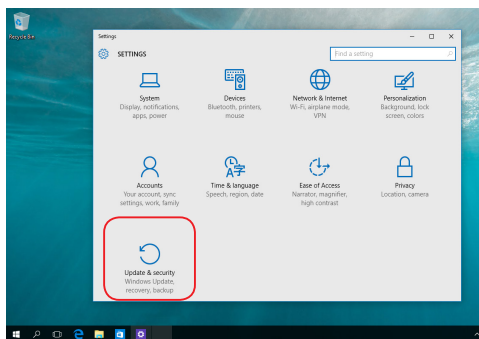 Recycle Bin
Settings
SETTINGS
Find a setting
System
Display, notifications,
apps, power
Devices
Bluetooth, printers,
mouse
Network & Internet
Wi-Fi, airplane mode,
VPN
Personalization
Background, lock
screen, colors
Accounts
Your account, sync
settings, work, family
Time & language
Speech, region, date
Ease of Access
Narrator, magnifier,
high contrast
Privacy
Location, camera
Update & security
Windows Update,
recovery, backup